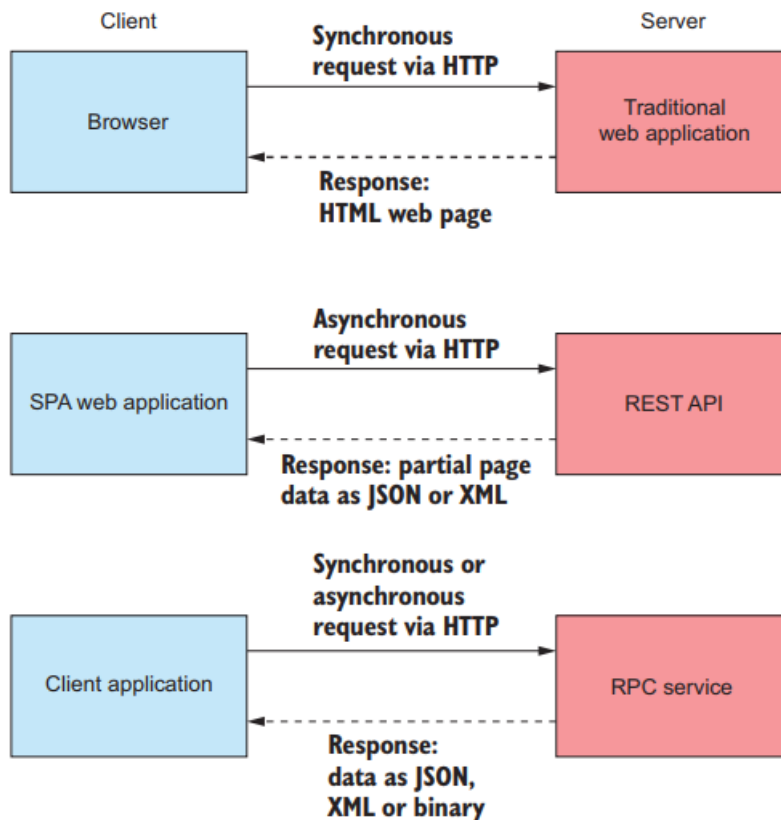 Client
Server
Synchronous
request via HTTP
Browser
Traditional
web application
Response:
HTML web page
Asynchronous
request via HTTP
SPA web application
REST API
Response: partial page
data as JSON or XML
Synchronous or
asynchronous
request via HTTP
Client application
RPC service
Response:
data as JSON,
XML or binary